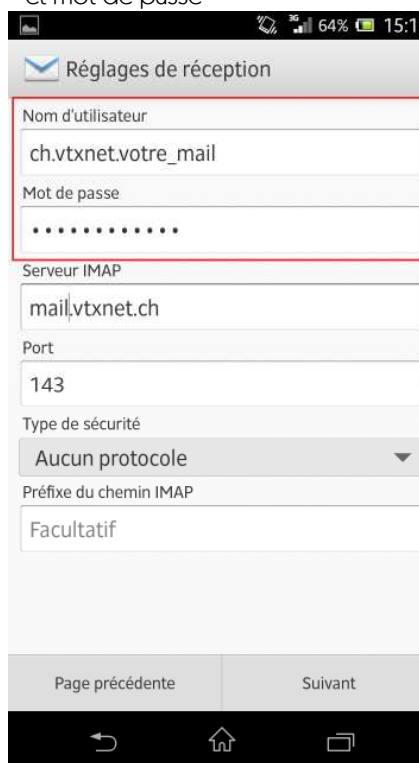 et mot de passe
3G 64% 15:1
Réglages de réception
Nom d'utilisateur
ch.vtxnet.votre_mail
Mot de passe
••••••••••••
Serveur IMAP
mail.vtxnet.ch
Port
143
Type de sécurité
Aucun protocole
Préfixe du chemin IMAP
Facultatif
Page précédente
Suivant